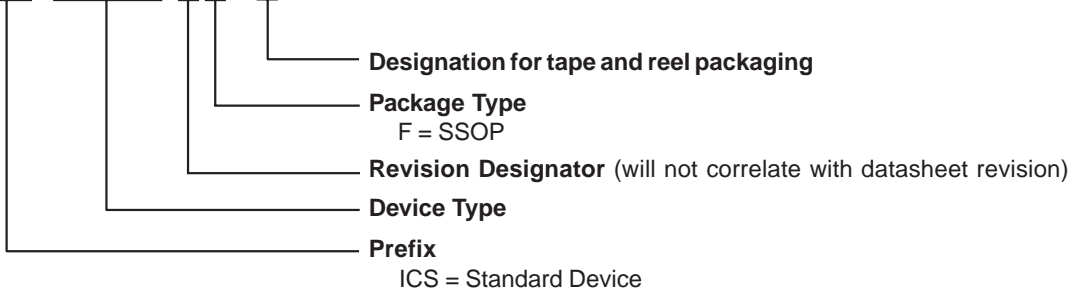 Designation for tape and reel packaging
Package Type
F = SSOP
Revision Designator (will not correlate with datasheet revision)
Device Type
Prefix
ICS = Standard Device